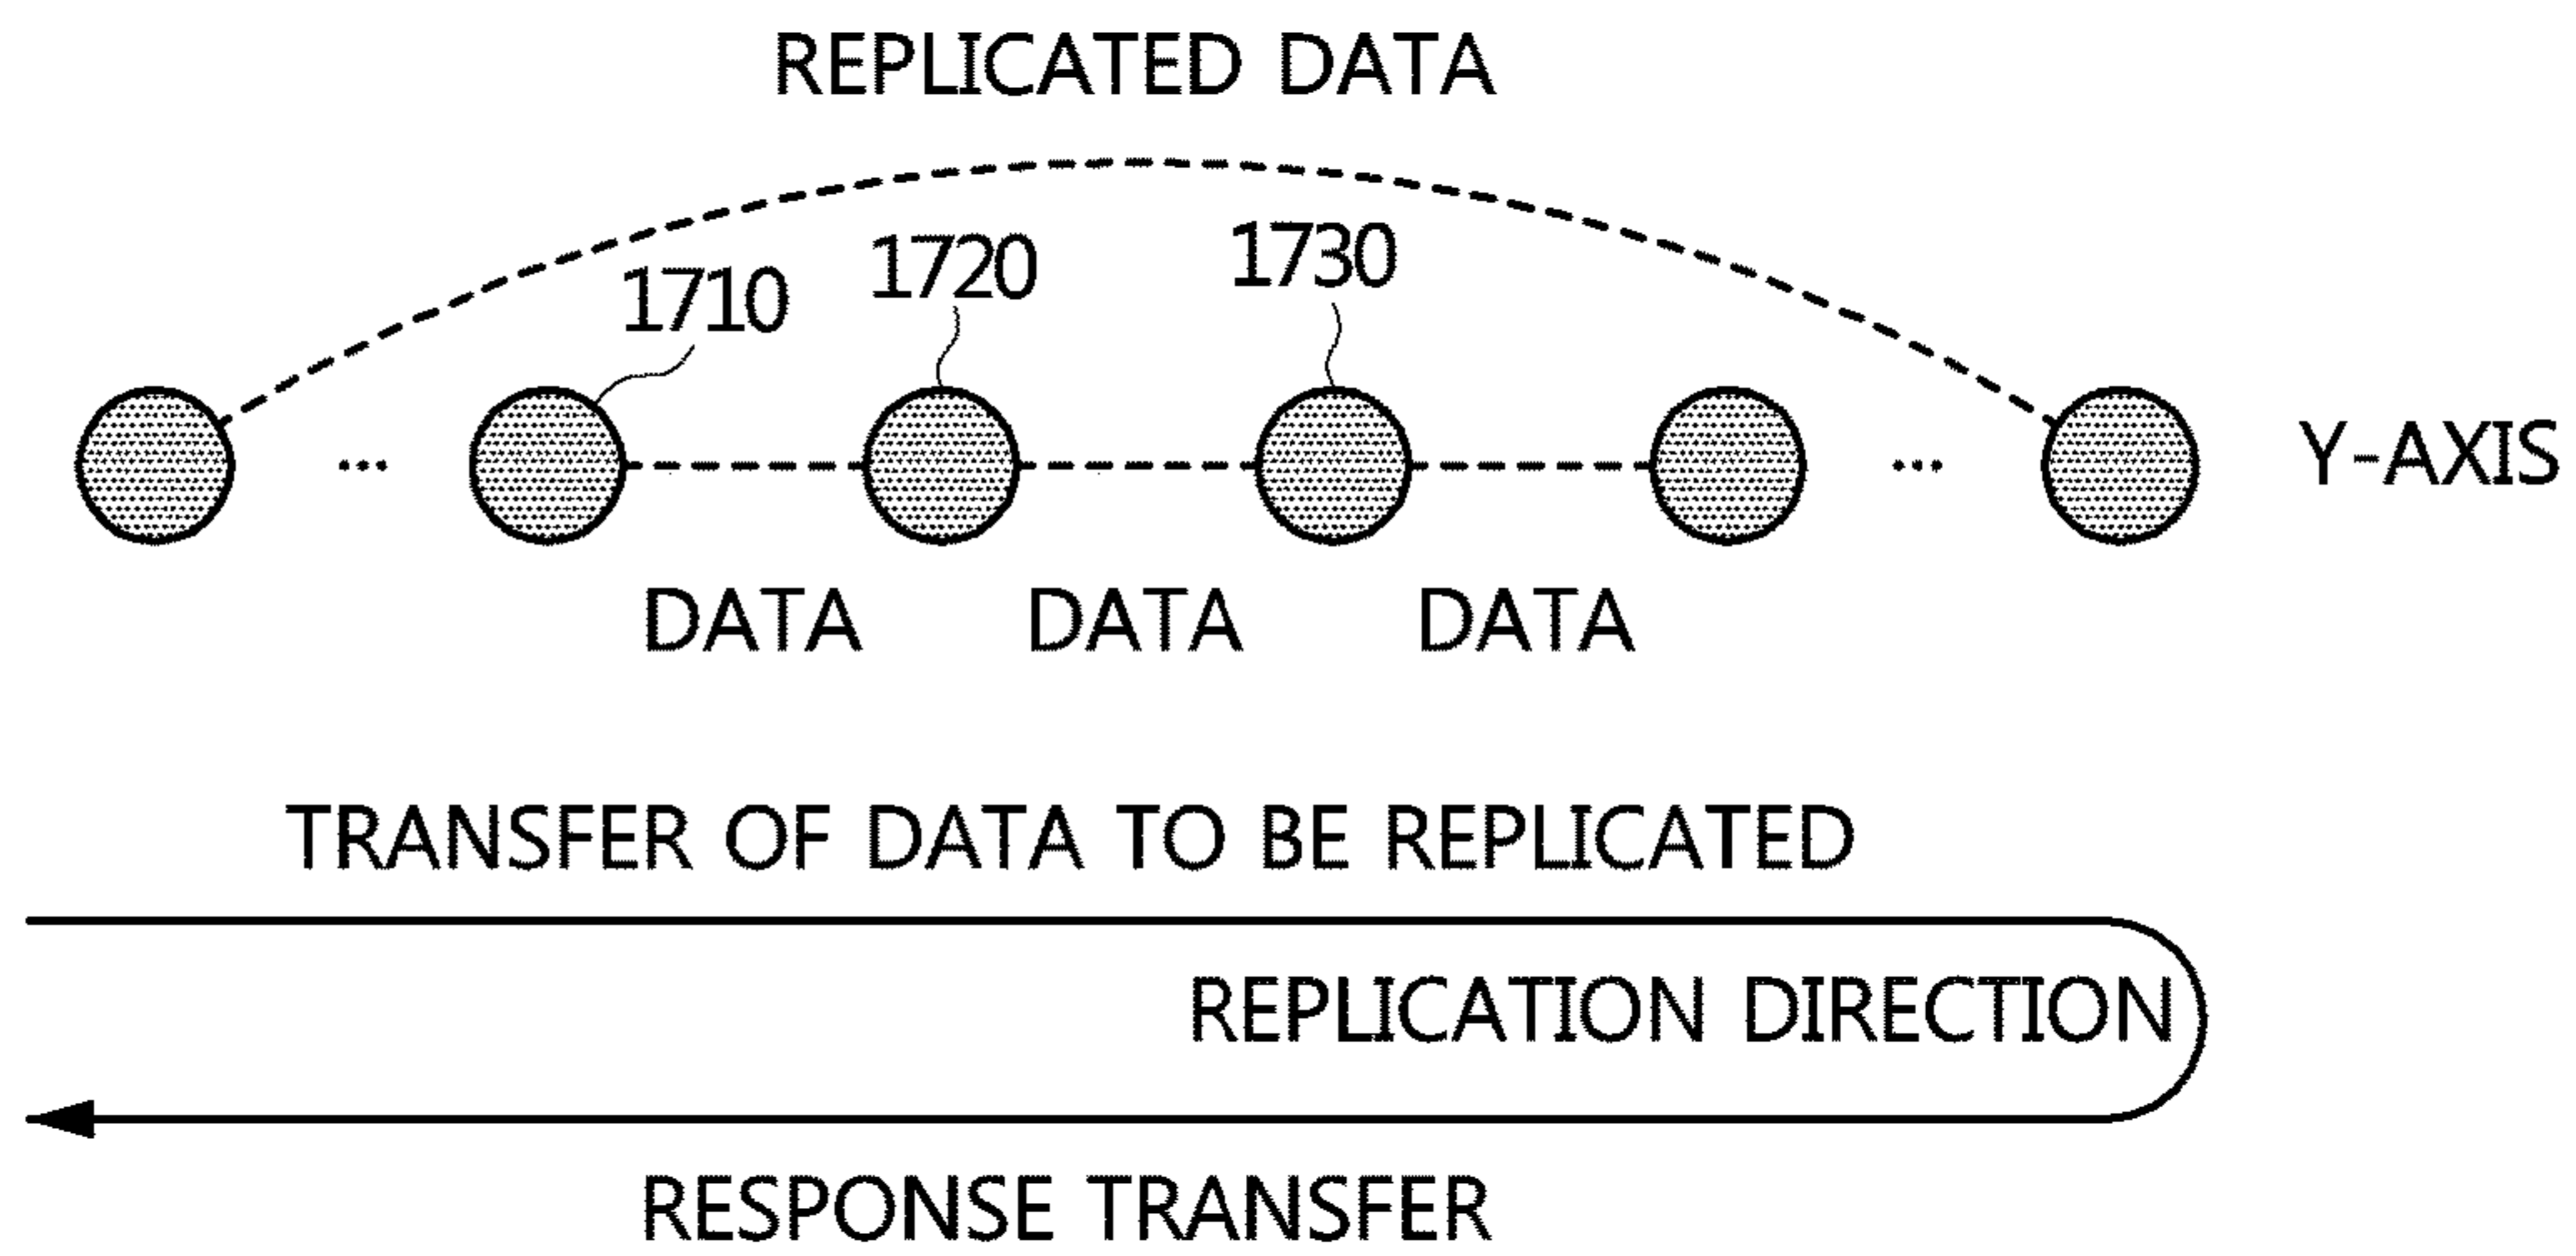 REPLICATED DATA
1710
1720
1730
... ... Y-AXIS
DATA DATA DATA
TRANSFER OF DATA TO BE REPLICATED
REPLICATION DIRECTION
RESPONSE TRANSFER